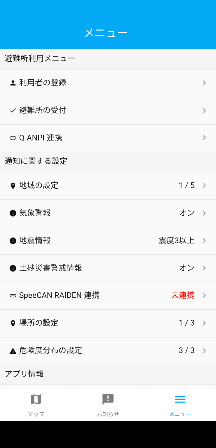 メニュー
避難所利用メニュー
利用者の登録
避難所の受付
Q-ANPI 連携
通知に関する設定
地域の設定 1 / 5
気象警報 オン
地震情報 震度3以上
土砂災害警戒情報 オン
SpeeCAN RAIDEN 連携 未連携
場所の設定 1 / 3
危険度分布の設定 3 / 3
アプリ情報
マップ お知らせ メニュー